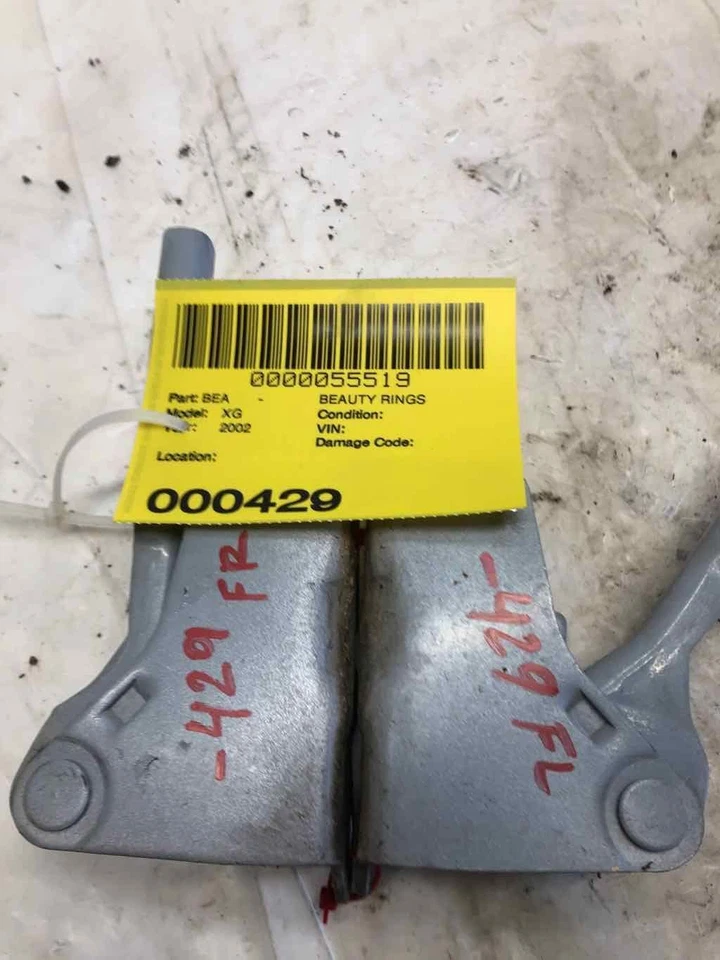 0000055519
Part: BEA - BEAUTY RINGS
Model: XG Condition:
2002 VIN:
Damage Code:
Location:
000429
-429 FR
-429 FL